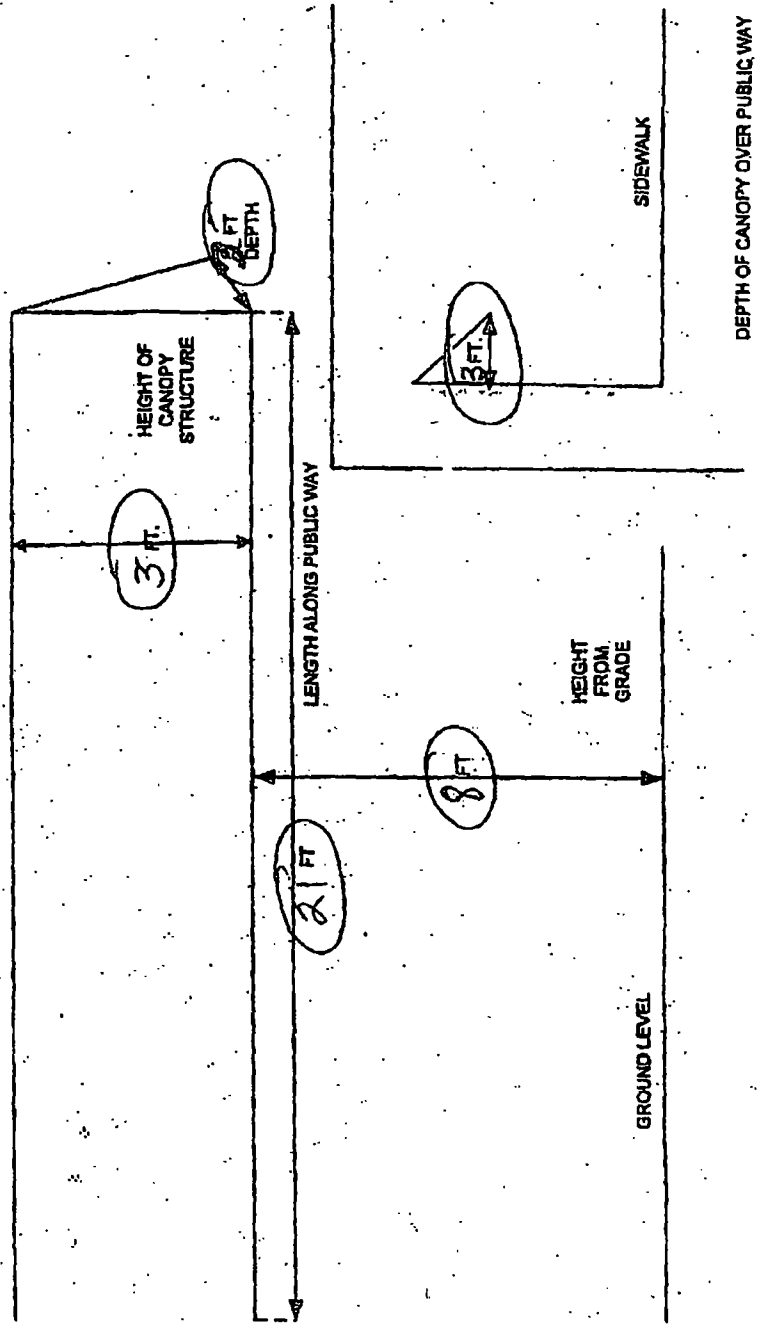 FT
DEPTH
HEIGHT OF
CANOPY
STRUCTURE
3 FT.
LENGTH ALONG PUBLIC WAY
21 FT
8 FT
HEIGHT
FROM
GRADE
GROUND LEVEL
3 FT.
SIDEWALK
DEPTH OF CANOPY OVER PUBLIC WAY